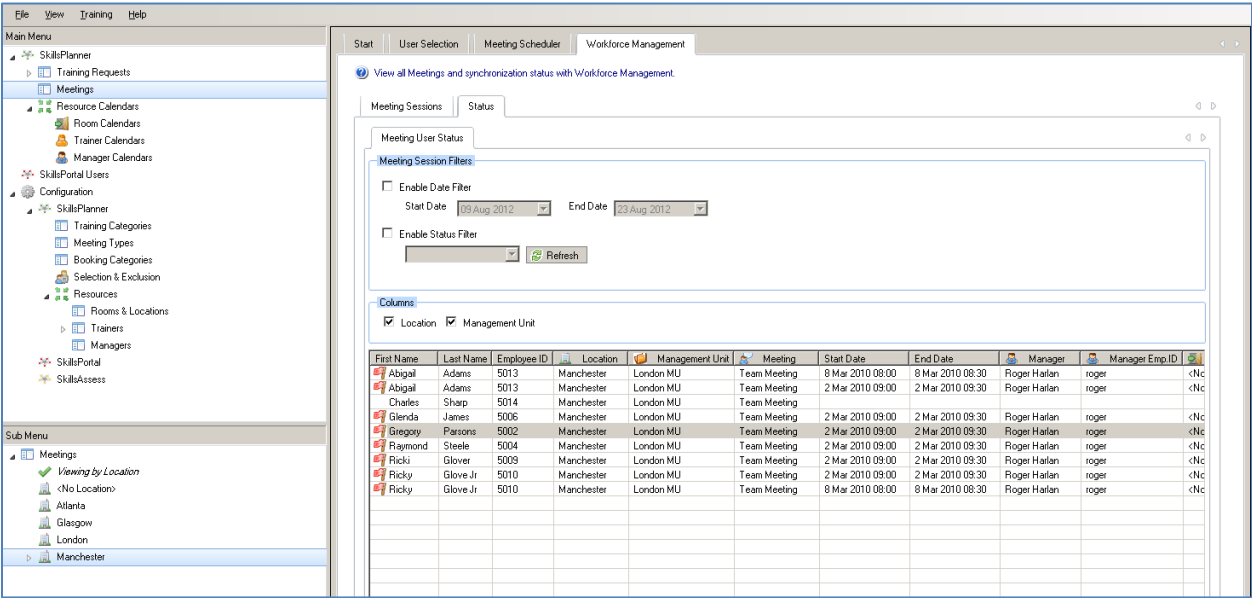 File View Training Help
Main Menu
SkillsPlanner
Training Requests
Meetings
Resource Calendars
Room Calendars
Trainer Calendars
Manager Calendars
SkillsPortal Users
Configuration
SkillsPlanner
Training Categories
Meeting Types
Booking Categories
Selection & Exclusion
Resources
Rooms & Locations
Trainers
Managers
SkillsPortal
SkillsAssess
Sub Menu
Meetings
Viewing by Location
<No Location>
Atlanta
Glasgow
London
Manchester
Start User Selection Meeting Scheduler Workforce Management
View all Meetings and synchronization status with Workforce Management.
Meeting Sessions Status
Meeting User Status
Meeting Session Filters
Enable Date Filter
Start Date 09 Aug 2012 End Date 23 Aug 2012
Enable Status Filter
Refresh
Columns
Location Management Unit
First Name Last Name Employee ID Location Management Unit Meeting Start Date End Date Manager Manager Emp.ID
Abigail Adams 5013 Manchester London MU Team Meeting 8 Mar 2010 08:00 8 Mar 2010 08:30 Roger Harlan roger <No
Abigail Adams 5013 Manchester London MU Team Meeting 2 Mar 2010 09:00 2 Mar 2010 09:30 Roger Harlan roger <No
Charles Sharp 5014 Manchester London MU Team Meeting
Glenda James 5006 Manchester London MU Team Meeting 2 Mar 2010 09:00 2 Mar 2010 09:30 Roger Harlan roger <No
Gregory Parsons 5002 Manchester London MU Team Meeting 2 Mar 2010 09:00 2 Mar 2010 09:30 Roger Harlan roger <No
Raymond Steele 5004 Manchester London MU Team Meeting 2 Mar 2010 09:00 2 Mar 2010 09:30 Roger Harlan roger <No
Ricki Glover 5009 Manchester London MU Team Meeting 2 Mar 2010 09:00 2 Mar 2010 09:30 Roger Harlan roger <No
Ricky Glove Jr 5010 Manchester London MU Team Meeting 2 Mar 2010 09:00 2 Mar 2010 09:30 Roger Harlan roger <No
Ricky Glove Jr 5010 Manchester London MU Team Meeting 8 Mar 2010 08:00 8 Mar 2010 08:30 Roger Harlan roger <No